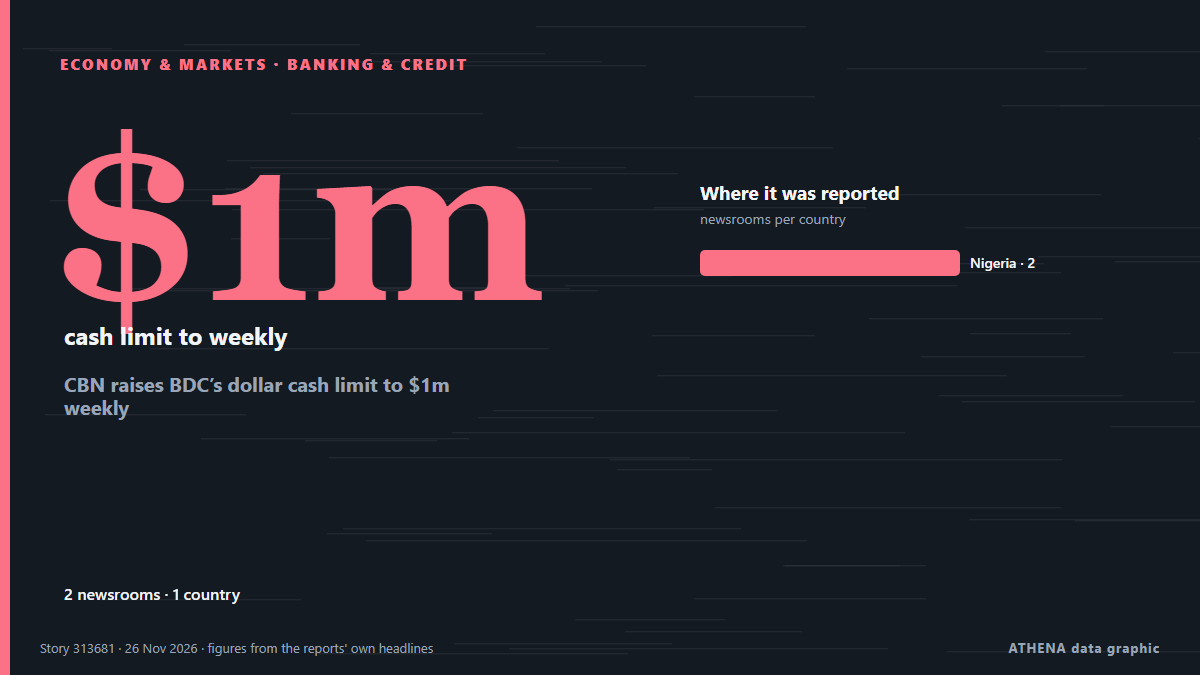 ECONOMY & MARKETS · BANKING & CREDIT
$1m
cash limit to weekly
CBN raises BDC’s dollar cash limit to $1m
weekly
Where it was reported
newsrooms per country
Nigeria · 2
2 newsrooms · 1 country
Story 313681 · 26 Nov 2026 · figures from the reports' own headlines
ATHENA data graphic